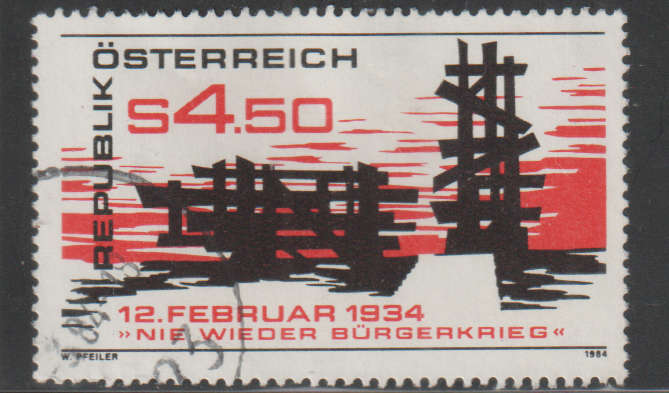 REPUBLIK ÖSTERREICH
S4.50
12.FEBRUAR 1934
»NIE WIEDER BÜRGERKRIEG«
W. PFEILER
1984